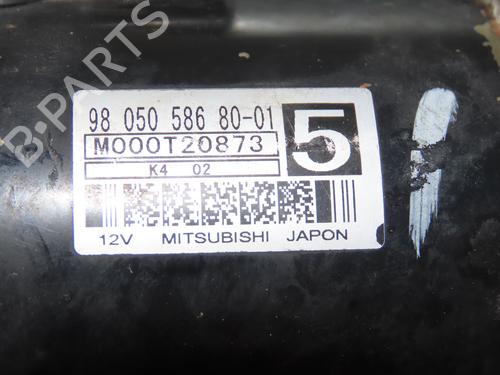 B-PARTS
98 050 586 80-01
5
M000T20873
K4 02
12V MITSUBISHI JAPON